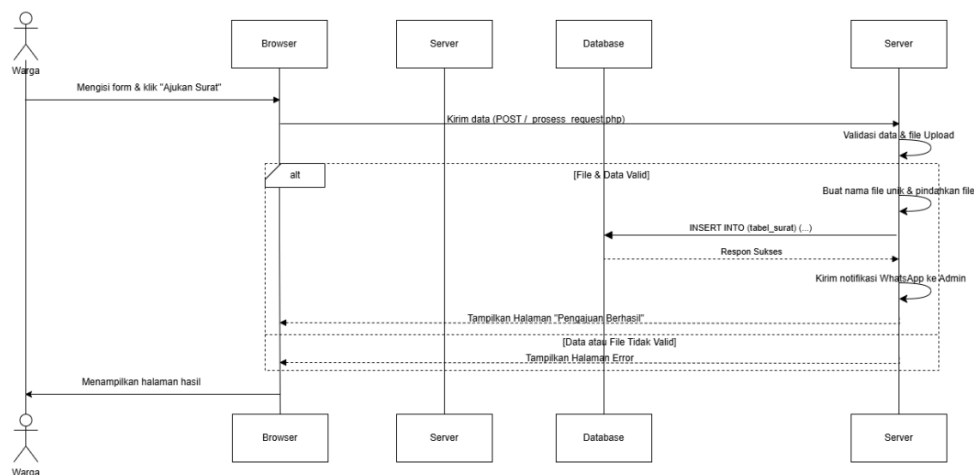 Browser
Server
Database
Server
Warga
Mengisi form & klik "Ajukan Surat"
Kirim data (POST / prosess request.php)
Validasi data & file Upload
alt
[File & Data Valid]
Buat nama file unik & pindahkan file
INSERT INTO (tabel_surat) (...)
Respon Sukses
Kirim notifikasi WhatsApp ke Admin
Tampilkan Halaman "Pengajuan Berhasil"
[Data atau File Tidak Valid]
Tampilkan Halaman Error
Menampilkan halaman hasil
Browser
Server
Database
Server
Warga